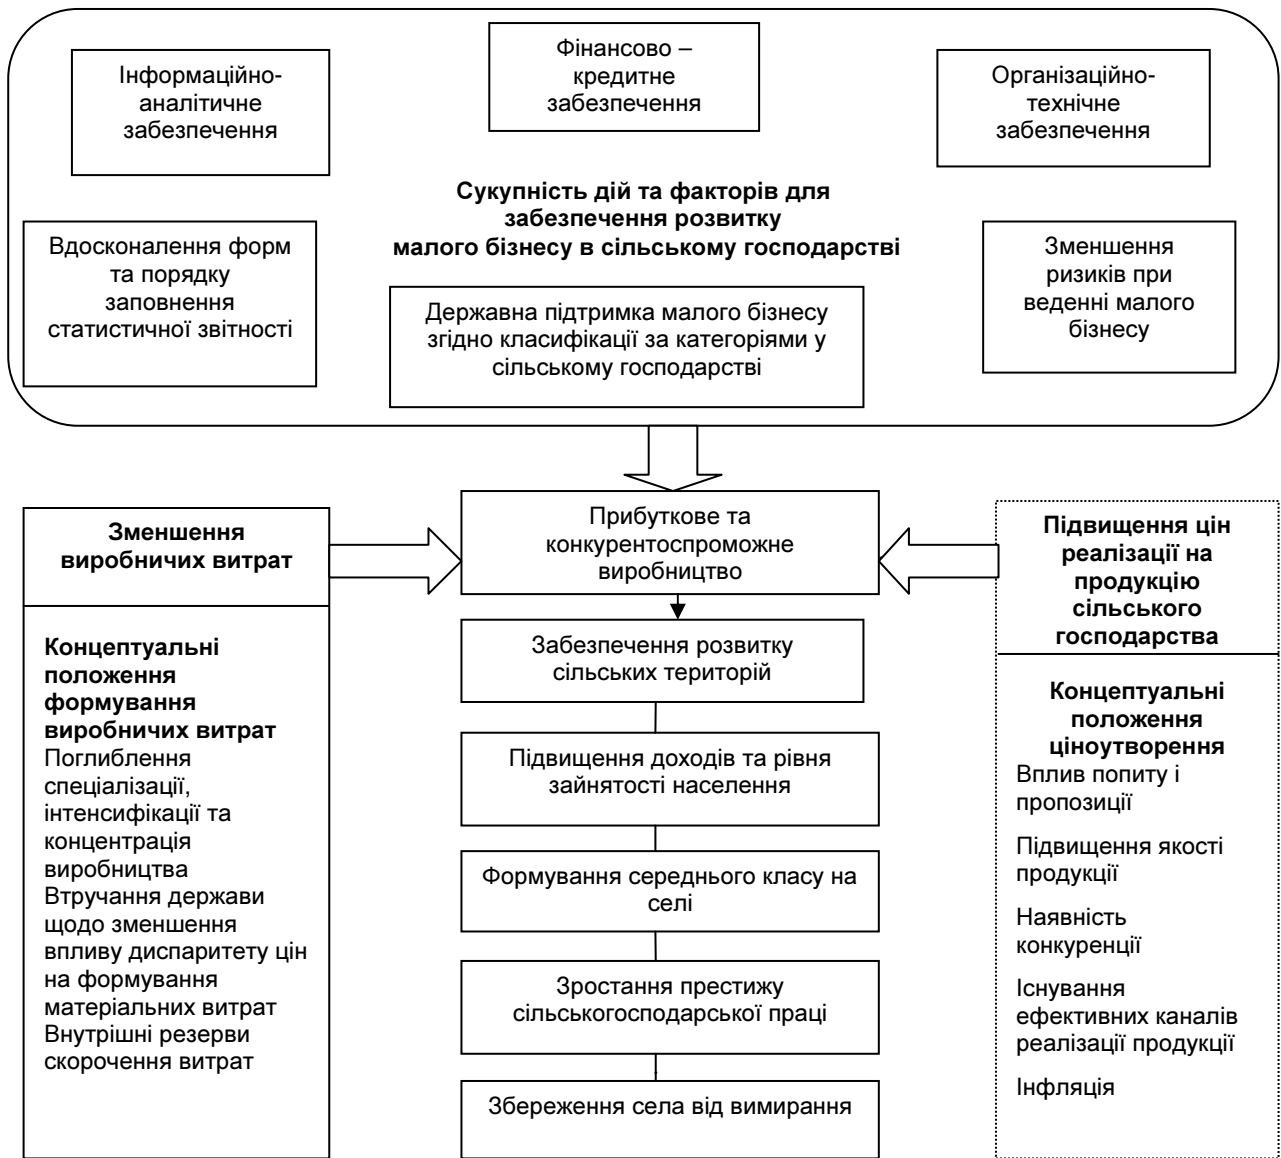 Інформаційно-
аналітичне
забезпечення
Фінансово –
кредитне
забезпечення
Організаційно-
технічне
забезпечення
Сукупність дій та факторів для
забезпечення розвитку
малого бізнесу в сільському господарстві
Вдосконалення форм
та порядку
заповнення
статистичної звітності
Державна підтримка малого бізнесу
згідно класифікації за категоріями у
сільському господарстві
Зменшення
ризиків при
веденні малого
бізнесу
Зменшення
виробничих витрат
Концептуальні
положення
формування
виробничих витрат
Поглиблення
спеціалізації,
інтенсифікації та
концентрація
виробництва
Втручання держави
щодо зменшення
впливу диспаритету цін
на формування
матеріальних витрат
Внутрішні резерви
скорочення витрат
Прибуткове та
конкурентоспроможне
виробництво
Забезпечення розвитку
сільських територій
Підвищення доходів та рівня
зайнятості населення
Формування середнього класу на
селі
Зростання престижу
сільськогосподарської праці
Збереження села від вимирання
Підвищення цін
реалізації на
продукцію
сільського
господарства
Концептуальні
положення
ціноутворення
Вплив попиту і
пропозиції
Підвищення якості
продукції
Наявність
конкуренції
Існування
ефективних каналів
реалізації продукції
Інфляція